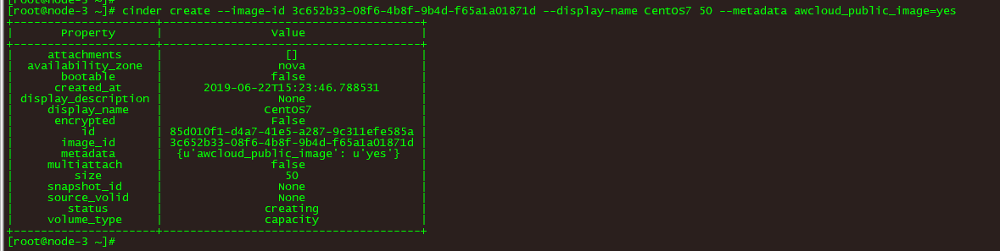 [root@node-3 ~]#
[root@node-3 ~]# cinder create --image-id 3c652b33-08f6-4b8f-9b4d-f65a1a01871d --display-name CentOS7 50 --metadata awcloud_public_image=yes
+---------------------+--------------------------------------+
| Property | Value |
+---------------------+--------------------------------------+
| attachments | [] |
| availability_zone | nova |
| bootable | false |
| created_at | 2019-06-22T15:23:46.788531 |
| display_description | None |
| display_name | CentOS7 |
| encrypted | False |
| id | 85d010f1-d4a7-41e5-a287-9c311efe585a |
| image_id | 3c652b33-08f6-4b8f-9b4d-f65a1a01871d |
| metadata | {u'awcloud_public_image': u'yes'} |
| multiattach | false |
| size | 50 |
| snapshot_id | None |
| source_volid | None |
| status | creating |
| volume_type | capacity |
+---------------------+--------------------------------------+
[root@node-3 ~]#